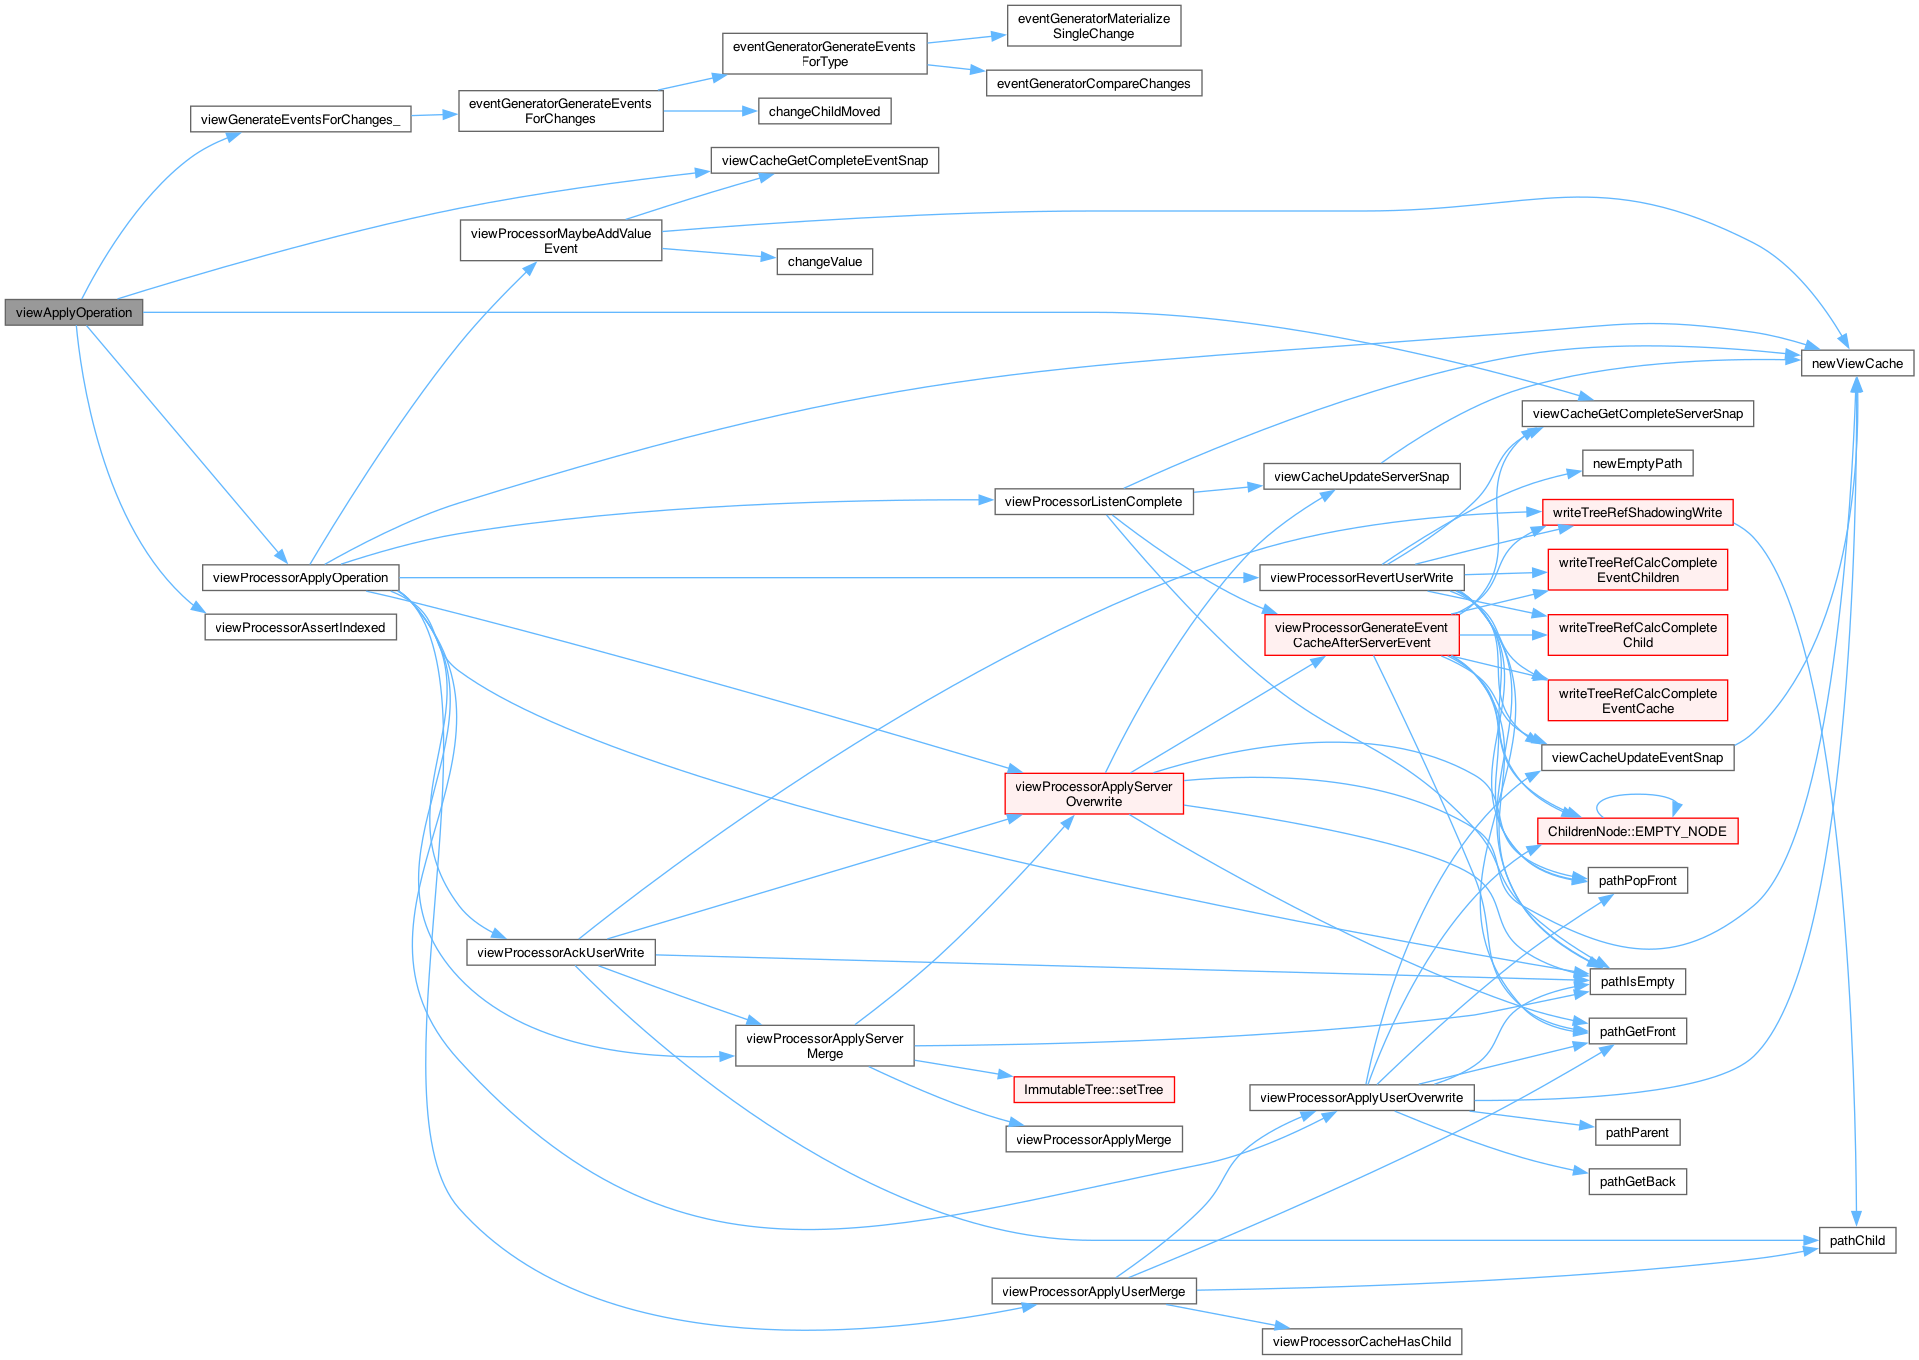 eventGeneratorMaterialize
SingleChange
eventGeneratorGenerateEvents
ForType
eventGeneratorCompareChanges
eventGeneratorGenerateEvents
ForChanges
changeChildMoved
viewGenerateEventsForChanges_
viewCacheGetCompleteEventSnap
viewProcessorMaybeAddValue
Event
changeValue
viewApplyOperation
newViewCache
viewCacheGetCompleteServerSnap
newEmptyPath
viewCacheUpdateServerSnap
viewProcessorListenComplete
writeTreeRefShadowingWrite
viewProcessorApplyOperation
viewProcessorRevertUserWrite
writeTreeRefCalcComplete
EventChildren
viewProcessorAssertIndexed
viewProcessorGenerateEvent
CacheAfterServerEvent
writeTreeRefCalcComplete
Child
writeTreeRefCalcComplete
EventCache
viewCacheUpdateEventSnap
viewProcessorApplyServer
Overwrite
ChildrenNode::EMPTY_NODE
pathPopFront
viewProcessorAckUserWrite
pathIsEmpty
viewProcessorApplyServer
Merge
pathGetFront
ImmutableTree::setTree
viewProcessorApplyUserOverwrite
viewProcessorApplyMerge
pathParent
pathGetBack
pathChild
viewProcessorApplyUserMerge
viewProcessorCacheHasChild